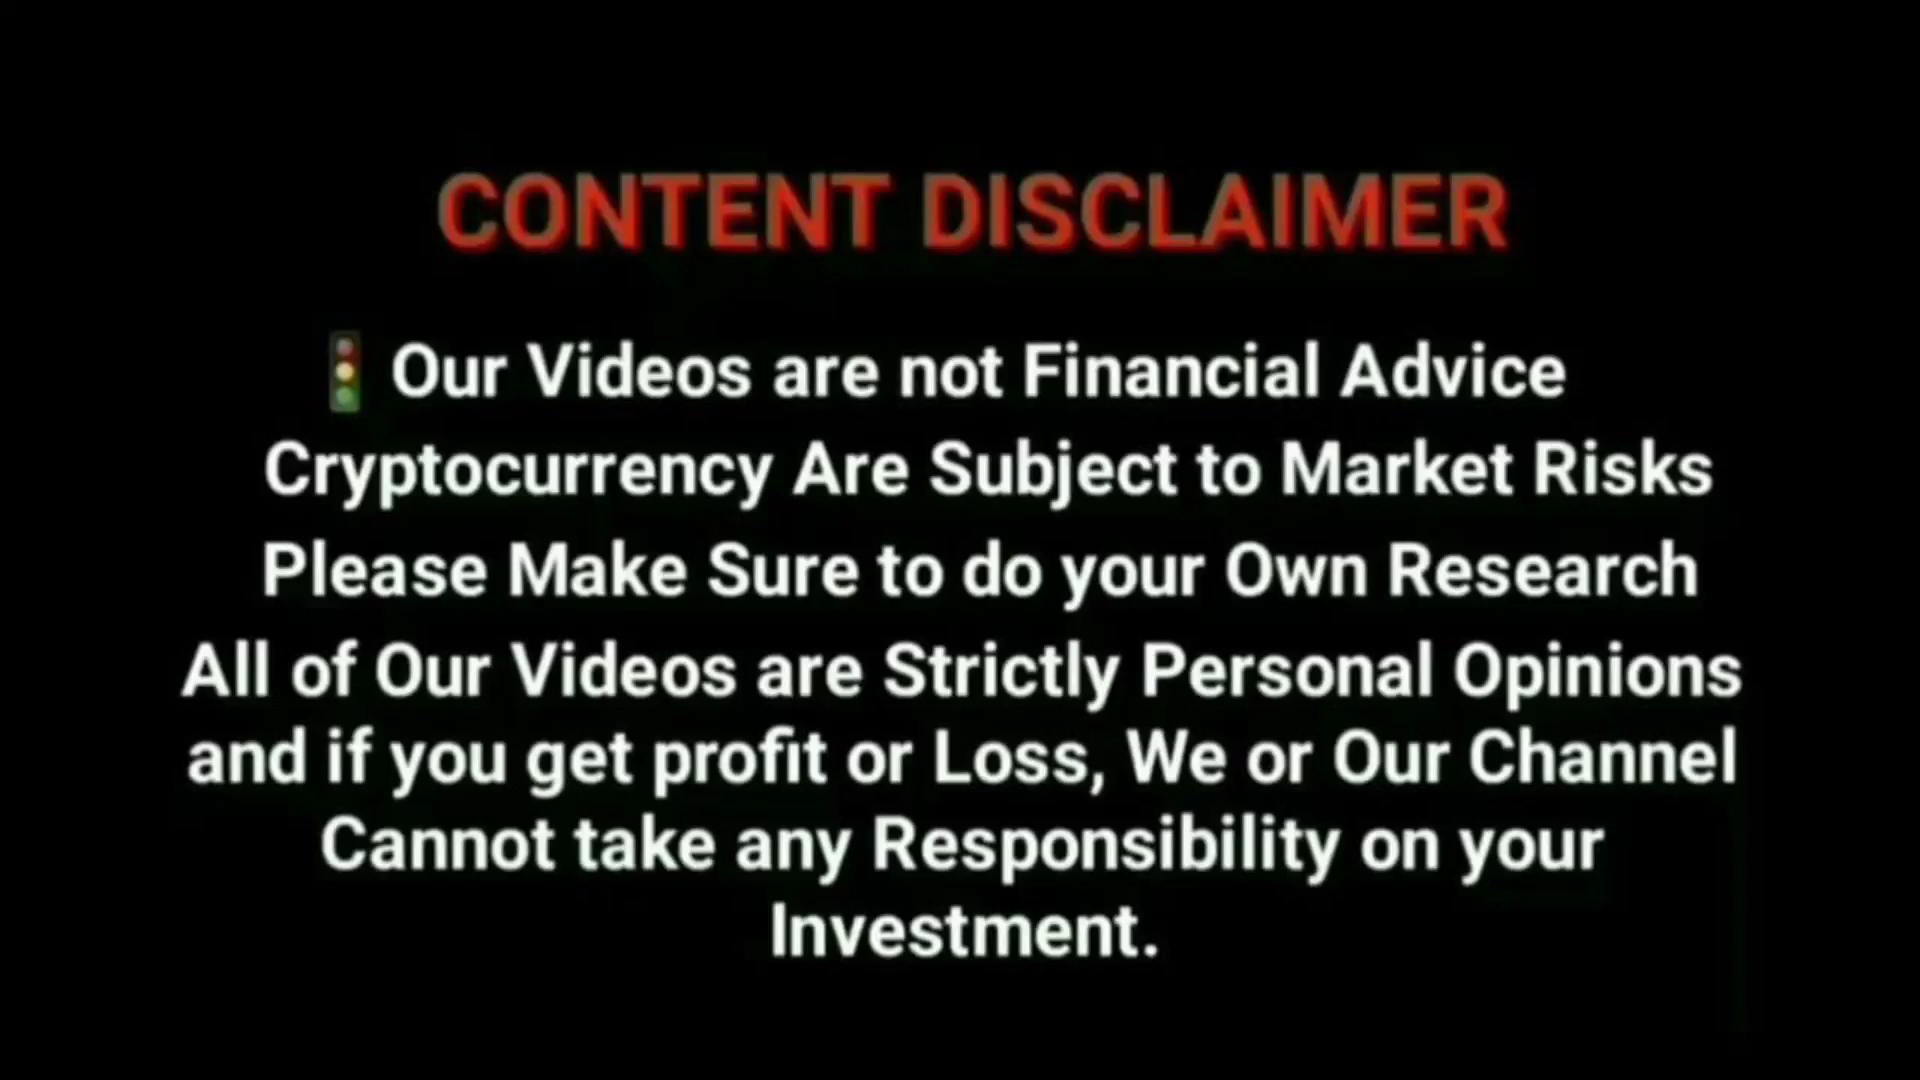 CONTENT DISCLAIMER
🚦 Our Videos are not Financial Advice
Cryptocurrency Are Subject to Market Risks
Please Make Sure to do your Own Research
All of Our Videos are Strictly Personal Opinions
and if you get profit or Loss, We or Our Channel
Cannot take any Responsibility on your
Investment.